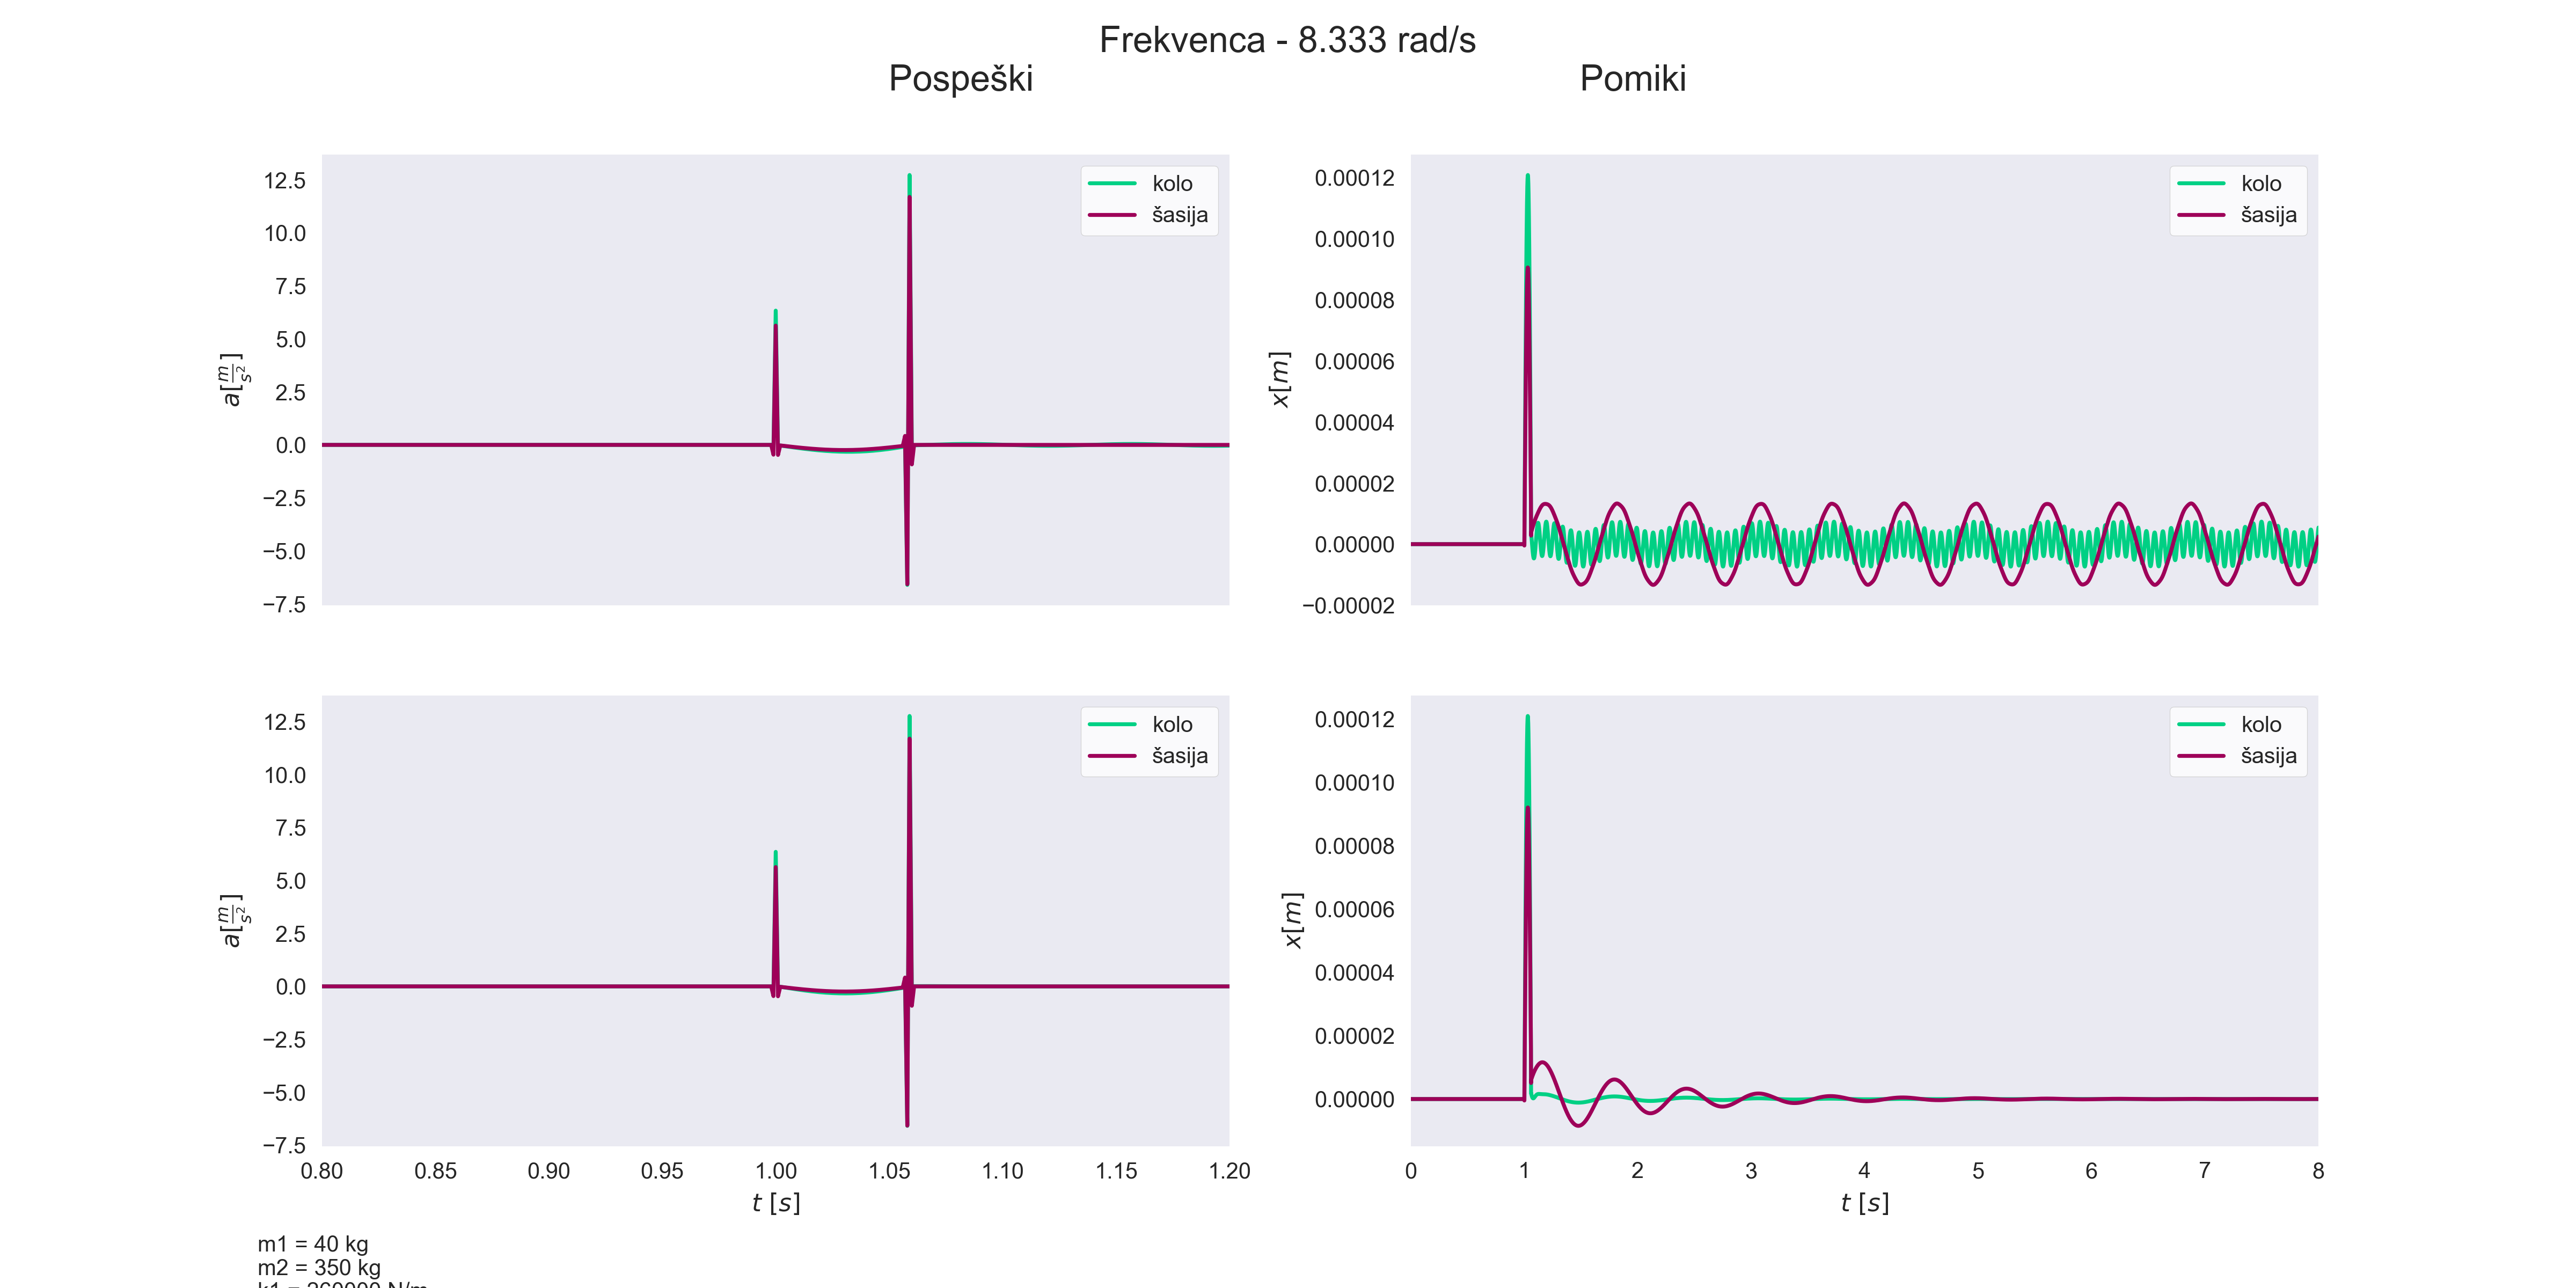 Frekvenca - 8.333 rad/s
Pospeški
Pomiki
12.5
10.0
7.5
5.0
2.5
0.0
−2.5
−5.0
−7.5
a[m/s²]
kolo
šasija
0.00012
0.00010
0.00008
0.00006
0.00004
0.00002
0.00000
−0.00002
x[m]
kolo
šasija
12.5
10.0
7.5
5.0
2.5
0.0
−2.5
−5.0
−7.5
a[m/s²]
kolo
šasija
0.80 0.85 0.90 0.95 1.00 1.05 1.10 1.15 1.20
t [s]
0.00012
0.00010
0.00008
0.00006
0.00004
0.00002
0.00000
x[m]
kolo
šasija
0 1 2 3 4 5 6 7 8
t [s]
m1 = 40 kg
m2 = 350 kg